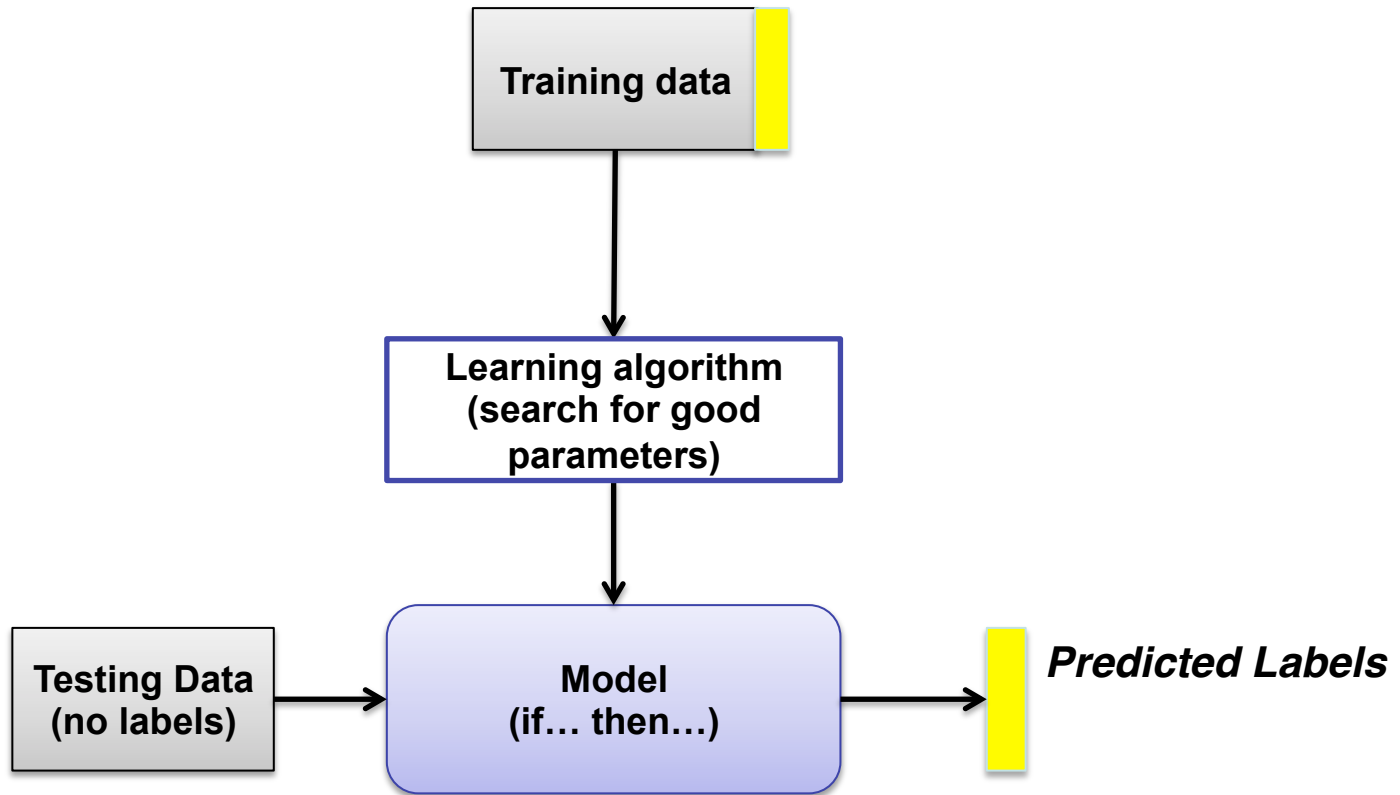 Training data
Learning algorithm
(search for good
parameters)
Testing Data
(no labels)
Model
(if… then…)
Predicted Labels